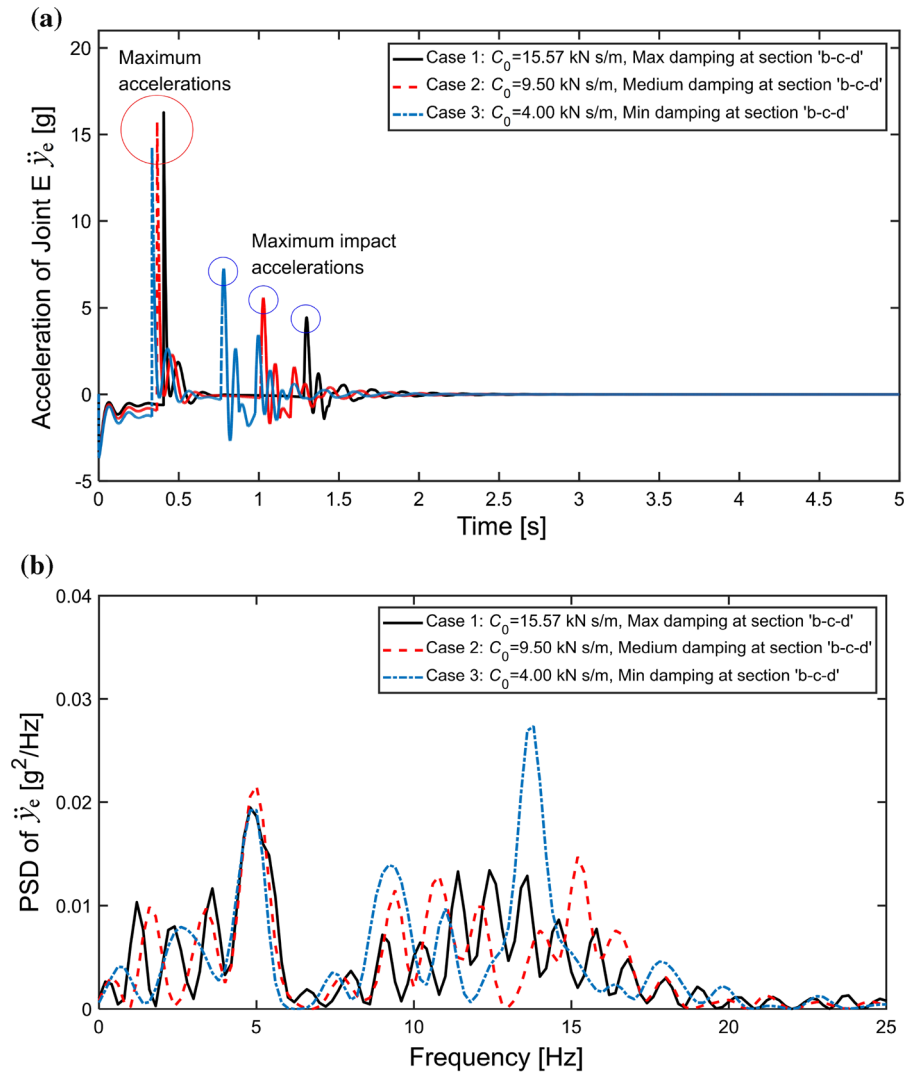 (a)
Maximum
accelerations
Case 1: C₀=15.57 kN s/m, Max damping at section 'b-c-d'
Case 2: C₀=9.50 kN s/m, Medium damping at section 'b-c-d'
Case 3: C₀=4.00 kN s/m, Min damping at section 'b-c-d'
Maximum impact
accelerations
Acceleration of Joint E ÿₑ [g]
20
15
10
5
0
-5
0 0.5 1 1.5 2 2.5 3 3.5 4 4.5 5
Time [s]
(b)
Case 1: C₀=15.57 kN s/m, Max damping at section 'b-c-d'
Case 2: C₀=9.50 kN s/m, Medium damping at section 'b-c-d'
Case 3: C₀=4.00 kN s/m, Min damping at section 'b-c-d'
PSD of ÿₑ [g²/Hz]
0.04
0.03
0.02
0.01
0
0 5 10 15 20 25
Frequency [Hz]